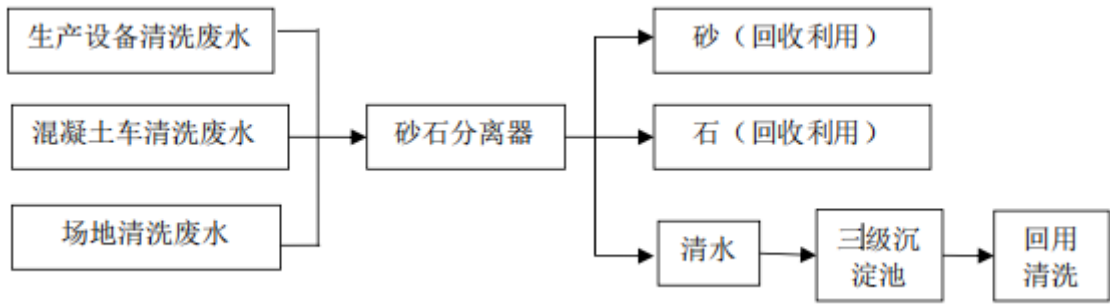 生产设备清洗废水
混凝土车清洗废水
场地清洗废水
砂石分离器
砂（回收利用）
石（回收利用）
清水
三级沉
淀池
回用
清洗